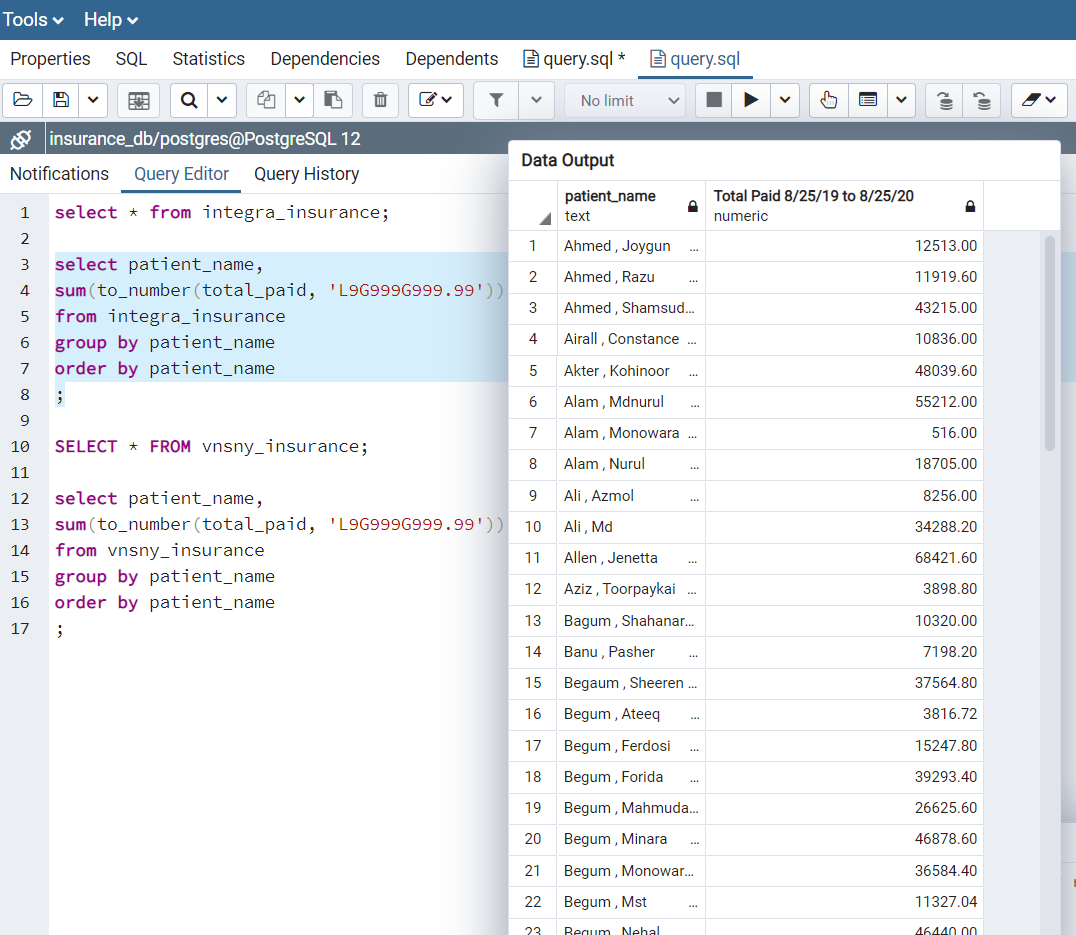 Tools Help
Properties SQL Statistics Dependencies Dependents query.sql * query.sql
No limit
insurance_db/postgres@PostgreSQL 12
Notifications Query Editor Query History
1 select * from integra_insurance;
2
3 select patient_name,
4 sum(to_number(total_paid, 'L9G999G999.99'))
5 from integra_insurance
6 group by patient_name
7 order by patient_name
8 ;
9
10 SELECT * FROM vnsny_insurance;
11
12 select patient_name,
13 sum(to_number(total_paid, 'L9G999G999.99'))
14 from vnsny_insurance
15 group by patient_name
16 order by patient_name
17 ;
Data Output
patient_name Total Paid 8/25/19 to 8/25/20
text numeric
1 Ahmed , Joygun ... 12513.00
2 Ahmed , Razu ... 11919.60
3 Ahmed , Shamsud... 43215.00
4 Airall , Constance ... 10836.00
5 Akter , Kohinoor ... 48039.60
6 Alam , Mdnurul ... 55212.00
7 Alam , Monowara ... 516.00
8 Alam , Nurul ... 18705.00
9 Ali , Azmol ... 8256.00
10 Ali , Md 34288.20
11 Allen , Jenetta ... 68421.60
12 Aziz , Toorpaykai ... 3898.80
13 Bagum , Shahanar... 10320.00
14 Banu , Pasher ... 7198.20
15 Begaum , Sheeren ... 37564.80
16 Begum , Ateeq ... 3816.72
17 Begum , Ferdosi ... 15247.80
18 Begum , Forida ... 39293.40
19 Begum , Mahmuda... 26625.60
20 Begum , Minara ... 46878.60
21 Begum , Monowar... 36584.40
22 Begum , Mst ... 11327.04
23 Begum , Nehal 46440.00